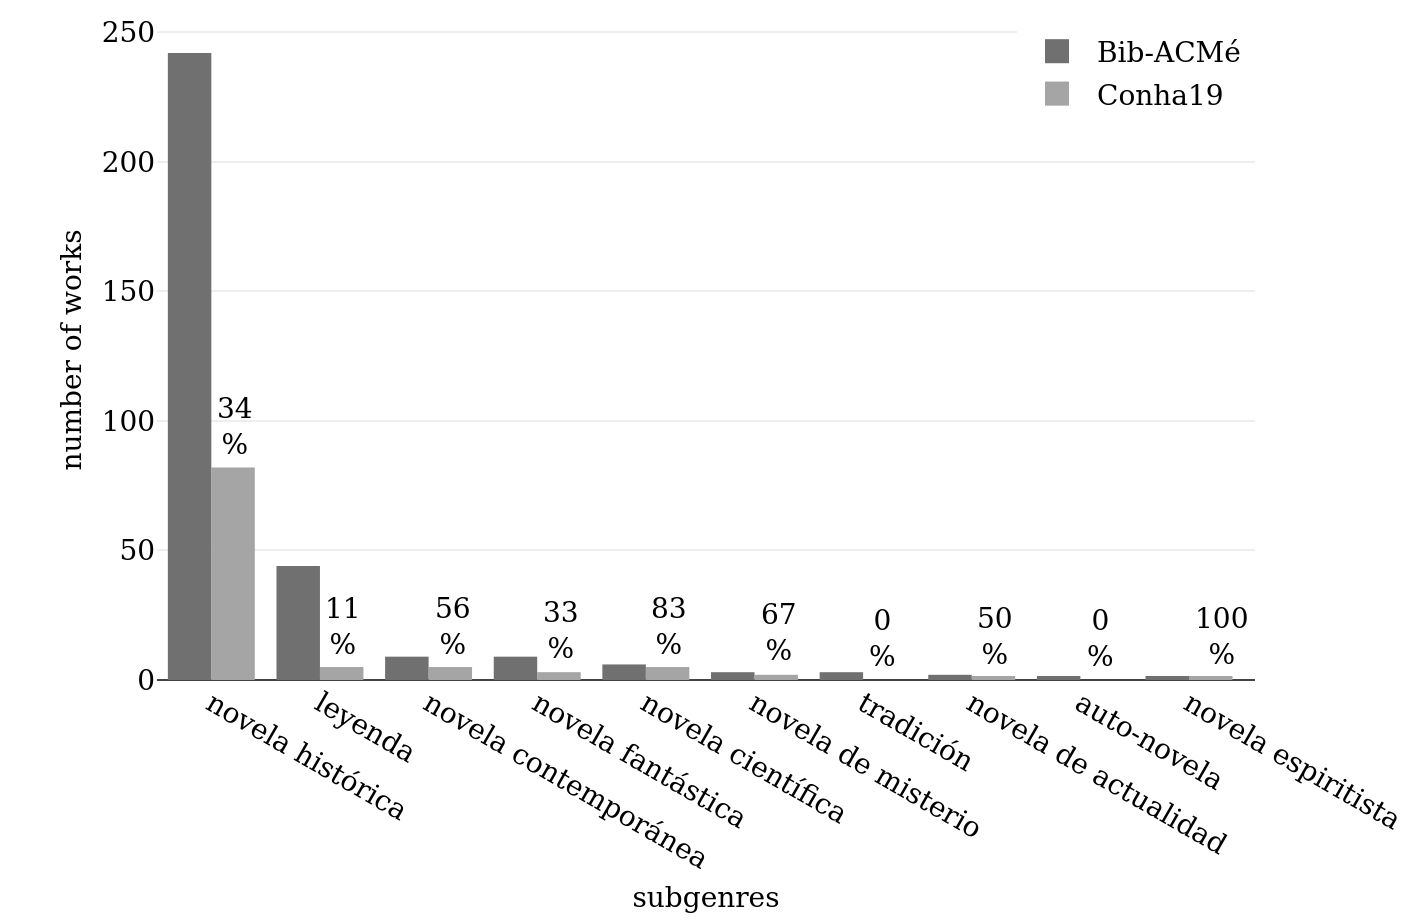 250
200
150
100
50
0
number of works
Bib-ACMé
Conha19
34
%
11
%
56
%
33
%
83
%
67
%
0
%
50
%
0
%
100
%
novela histórica
leyenda
novela contemporánea
novela fantástica
novela científica
novela de misterio
tradición
novela de actualidad
auto-novela
novela espiritista
subgenres